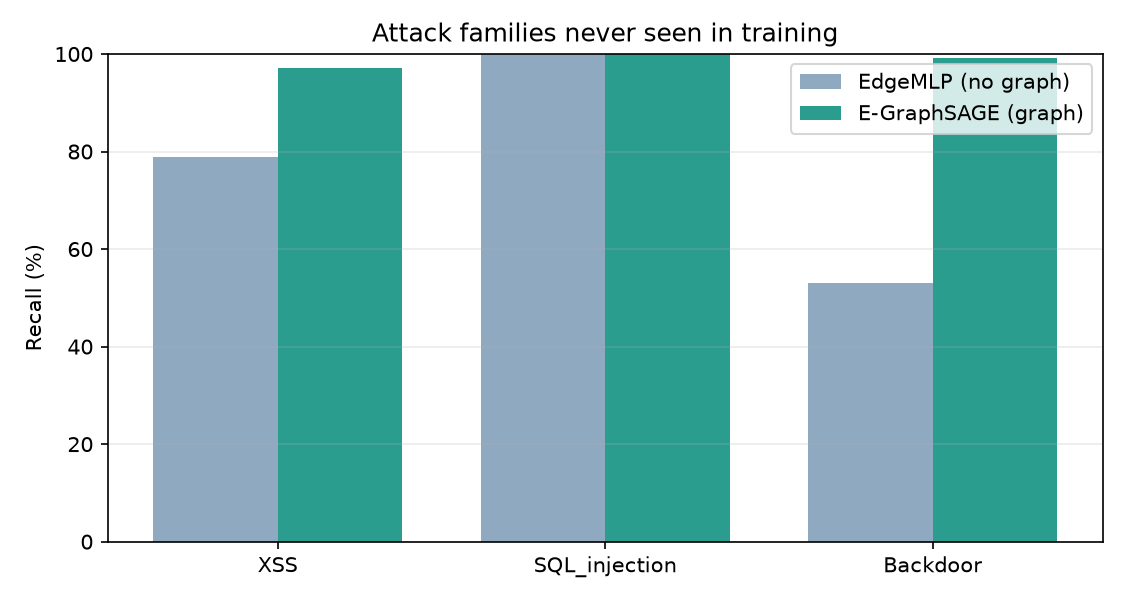 Attack families never seen in training
EdgeMLP (no graph)
E-GraphSAGE (graph)
Recall (%)
100
80
60
40
20
0
XSS
SQL_injection
Backdoor